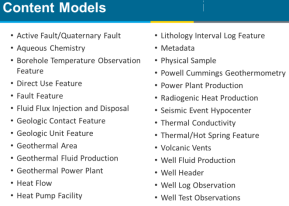 Content Models
• Active Fault/Quaternary Fault
• Aqueous Chemistry
• Borehole Temperature Observation
Feature
• Direct Use Feature
• Fault Feature
• Fluid Flux Injection and Disposal
• Geologic Contact Feature
• Geologic Unit Feature
• Geothermal Area
• Geothermal Fluid Production
• Geothermal Power Plant
• Heat Flow
• Heat Pump Facility
• Lithology Interval Log Feature
• Metadata
• Physical Sample
• Powell Cummings Geothermometry
• Power Plant Production
• Radiogenic Heat Production
• Seismic Event Hypocenter
• Thermal Conductivity
• Thermal/Hot Spring Feature
• Volcanic Vents
• Well Fluid Production
• Well Header
• Well Log Observation
• Well Test Observations